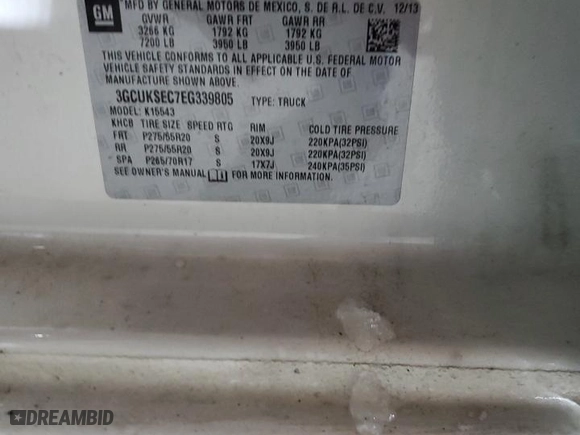 GM
MFD BY GENERAL MOTORS DE MEXICO, S. DE R.L. DE C.V. 12/13
GVWR GAWR FRT GAWR RR
3266 KG 1792 KG 1792 KG
7200 LB 3950 LB 3950 LB
THIS VEHICLE CONFORMS TO ALL APPLICABLE U.S. FEDERAL MOTOR
VEHICLE SAFETY STANDARDS IN EFFECT ON THE DATE OF
MANUFACTURE SHOWN ABOVE.
3GCUKSEC7EG339805 TYPE: TRUCK
MODEL: K15543
KHCB TIRE SIZE SPEED RTG RIM COLD TIRE PRESSURE
FRT P275/55R20 S 20X9J 220KPA(32PSI)
RR P275/55R20 S 20X9J 220KPA(32PSI)
SPA P265/70R17 S 17X7J 240KPA(35PSI)
SEE OWNER'S MANUAL FOR MORE INFORMATION.
DREAMBID